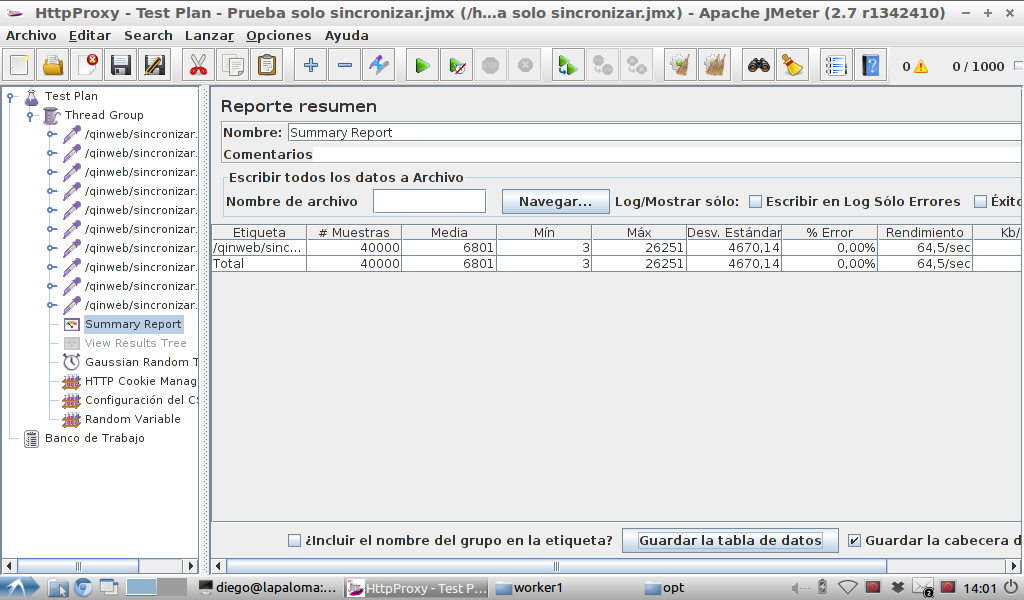 HttpProxy - Test Plan - Prueba solo sincronizar.jmx (/h...a solo sincronizar.jmx) - Apache JMeter (2.7 r1342410)
Archivo Editar Search Lanzar Opciones Ayuda
STOP 0 0 / 1000
Test Plan
Thread Group
/qinweb/sincronizar.
/qinweb/sincronizar.
/qinweb/sincronizar.
/qinweb/sincronizar.
/qinweb/sincronizar.
/qinweb/sincronizar.
/qinweb/sincronizar.
/qinweb/sincronizar.
/qinweb/sincronizar.
/qinweb/sincronizar.
Summary Report
View Results Tree
Gaussian Random T
HTTP Cookie Manag
Configuración del CS
Random Variable
Banco de Trabajo
Reporte resumen
Nombre: Summary Report
Comentarios
Escribir todos los datos a Archivo
Nombre de archivo Navegar... Log/Mostrar sólo: Escribir en Log Sólo Errores Éxito
Etiqueta # Muestras Media Mín Máx Desv. Estándar % Error Rendimiento Kb/
/qinweb/sinc... 40000 6801 3 26251 4670,14 0,00% 64,5/sec
Total 40000 6801 3 26251 4670,14 0,00% 64,5/sec
¿Incluir el nombre del grupo en la etiqueta? Guardar la tabla de datos Guardar la cabecera d
diego@lapaloma:... HttpProxy - Test P... worker1 opt 2 14:01